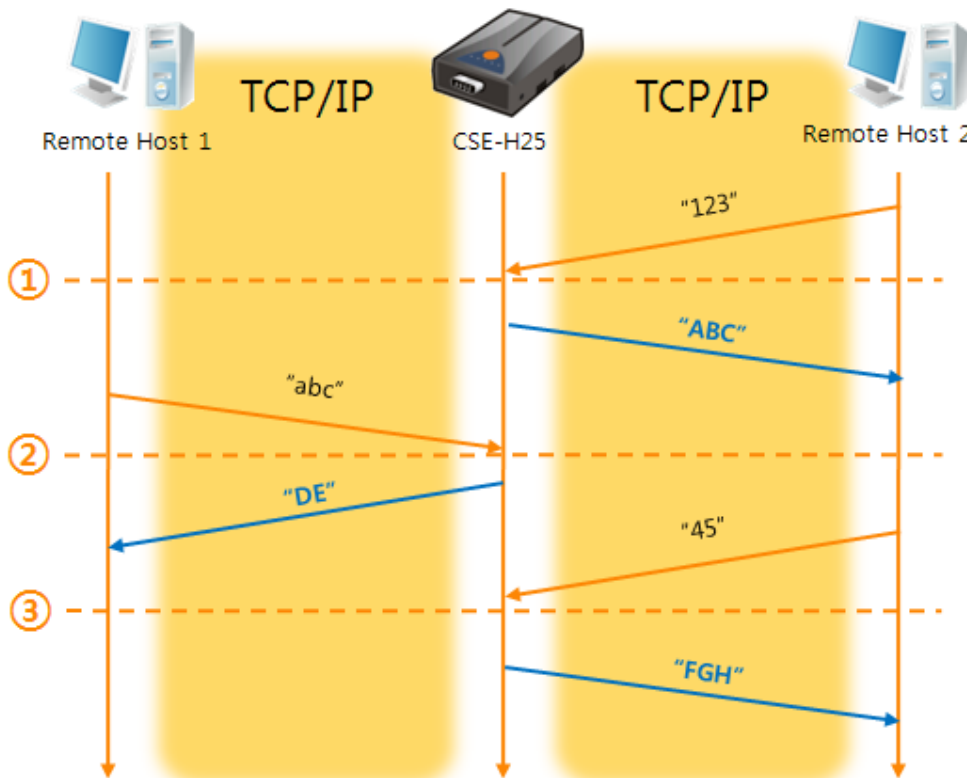 TCP/IP
TCP/IP
Remote Host 1
CSE-H25
Remote Host 2
"123"
①
"ABC"
"abc"
②
"DE"
"45"
③
"FGH"